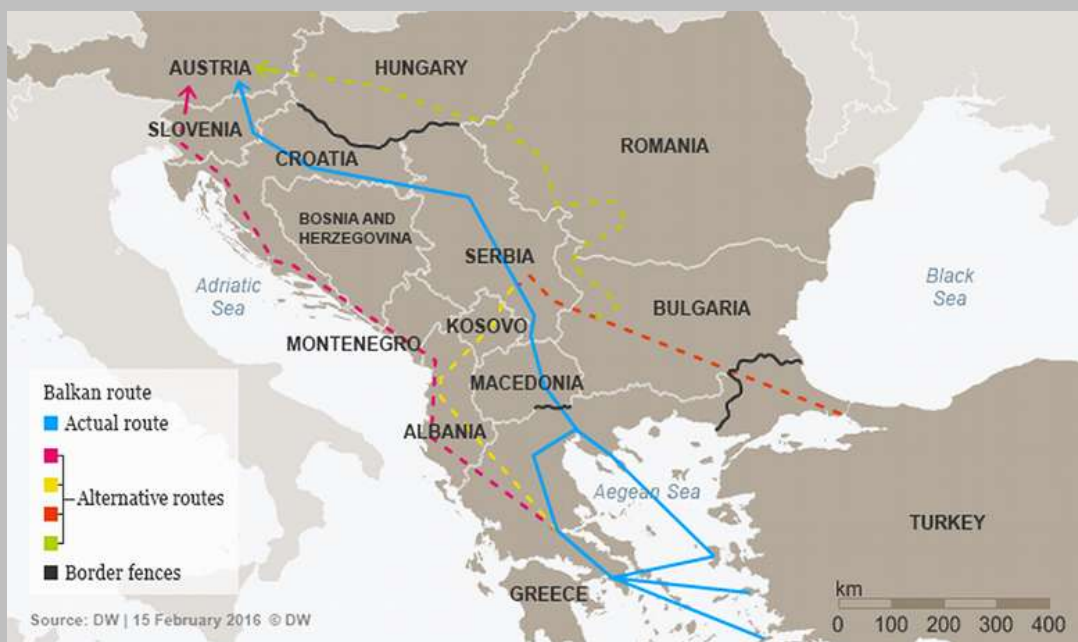 AUSTRIA
HUNGARY
SLOVENIA
CROATIA
ROMANIA
BOSNIA AND
HERZEGOVINA
SERBIA
Adriatic
Sea
Black
Sea
BULGARIA
KOSOVO
MONTENEGRO
MACEDONIA
ALBANIA
Aegean Sea
TURKEY
GREECE
Balkan route
Actual route
Alternative routes
Border fences
km
0 100 200 300 400
Source: DW | 15 February 2016 © DW